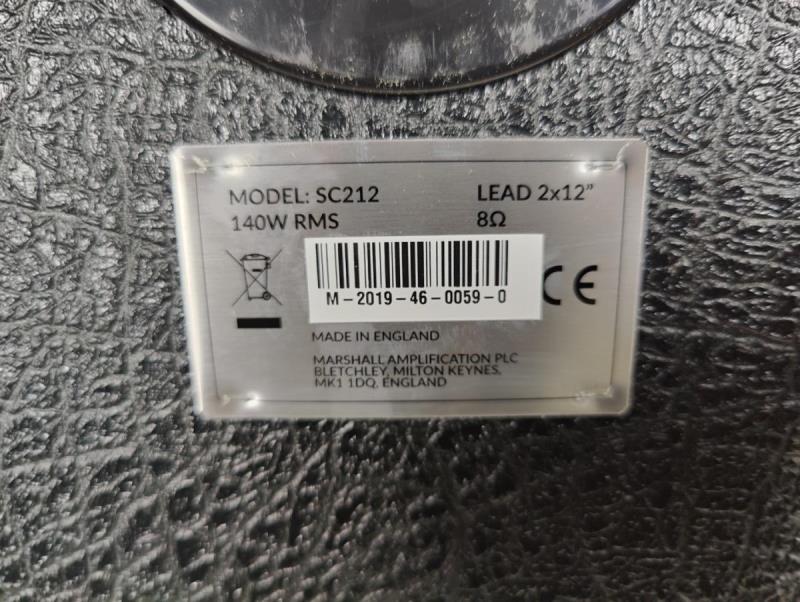 MODEL: SC212 LEAD 2x12”
140W RMS 8Ω
M-2019-46-0059-0
CE
MADE IN ENGLAND
MARSHALL AMPLIFICATION PLC
BLETCHLEY, MILTON KEYNES,
MK1 1DQ, ENGLAND